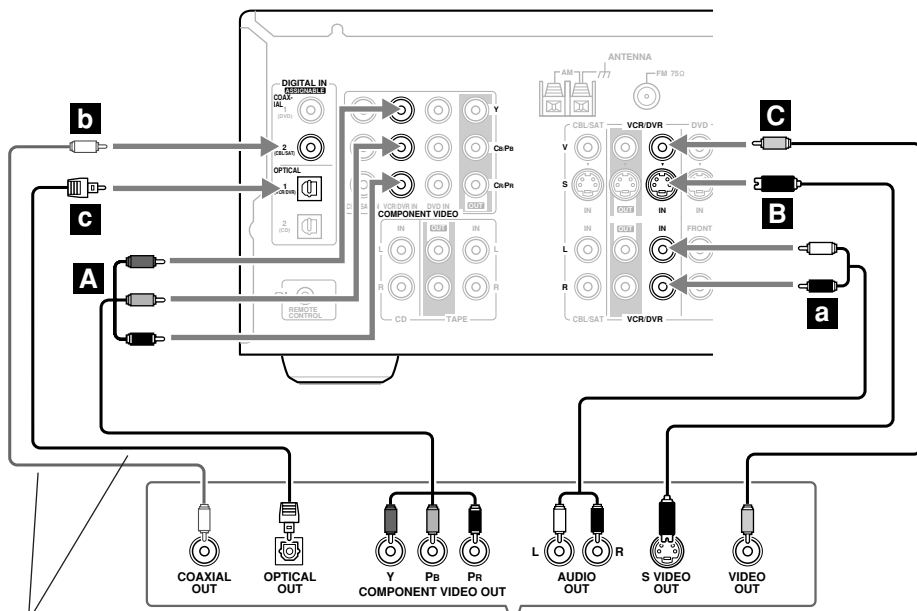 ANTENNA
AM
FM 75Ω
DIGITAL IN
ASSIGNABLE
COAX-
IAL
1
(DVD)
2
(CBL/SAT)
OPTICAL
1
(VCR/DVR)
2
(CD)
Y
CB/PB
CR/PR
VCR/DVR IN
DVD IN
OUT
COMPONENT VIDEO
IN
OUT
IN
L
L
R
R
CD
TAPE
REMOTE
CONTROL
CBL/SAT
VCR/DVR
DVD
V
S
IN
OUT
IN
IN
IN
OUT
IN
FRONT
L
R
CBL/SAT
VCR/DVR
b
c
A
C
B
a
L
R
COAXIAL
OUT
OPTICAL
OUT
Y
PB
PR
COMPONENT VIDEO OUT
AUDIO
OUT
S VIDEO
OUT
VIDEO
OUT